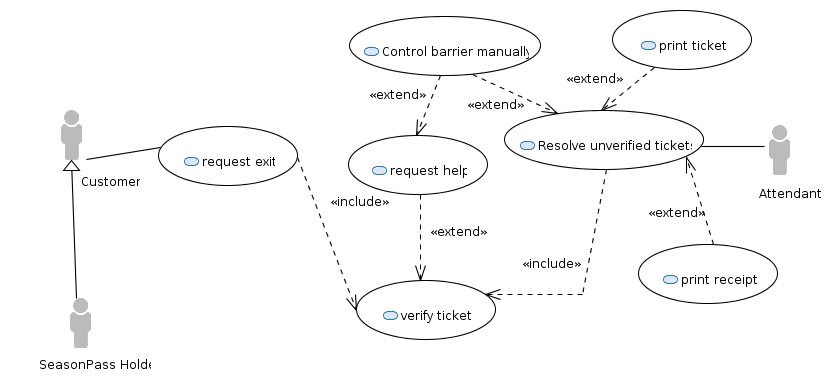 Control barrier manually
print ticket
«extend»
«extend»
«extend»
request exit
request help
Resolve unverified tickets
Customer
Attendant
«include»
«extend»
«extend»
«include»
print receipt
verify ticket
SeasonPass Holde